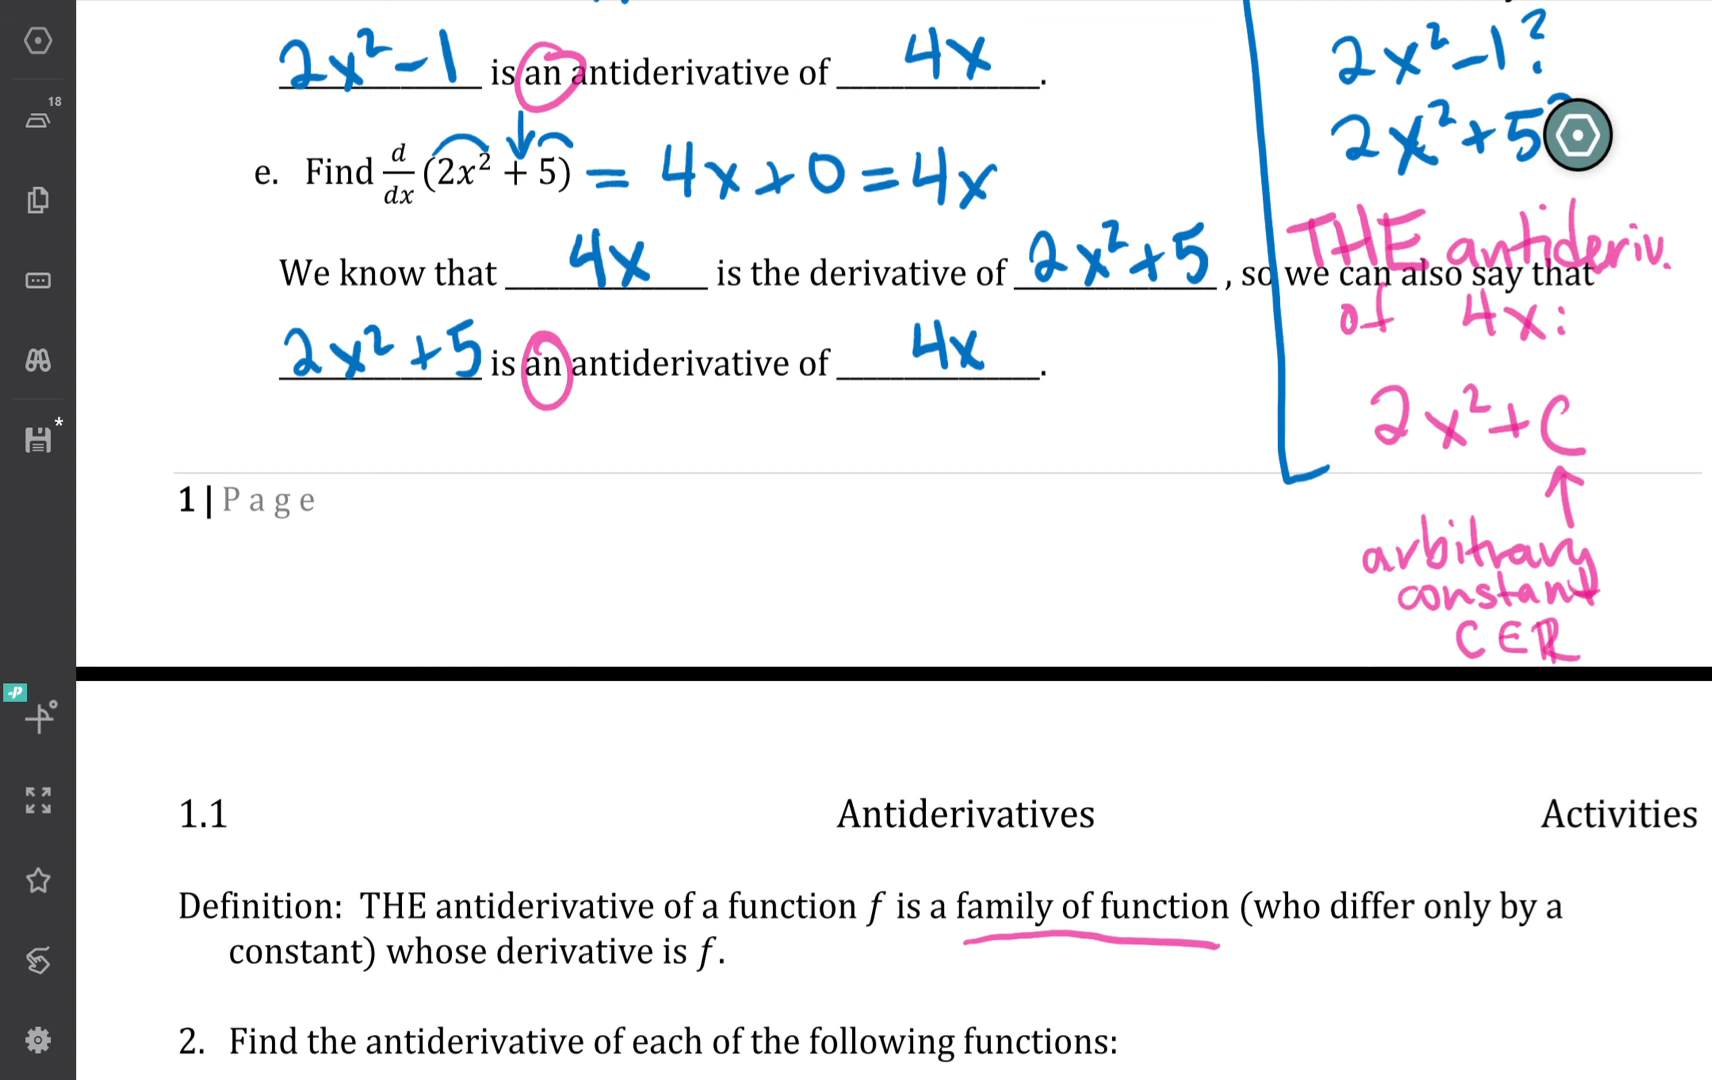 2x² - 1 is an antiderivative of 4x.
2x² - 1?
2x² + 5?
e. Find d/dx (2x² + 5) = 4x + 0 = 4x
We know that 4x is the derivative of 2x² + 5, so we can also say that
2x² + 5 is an antiderivative of 4x.
THE antideriv.
of 4x:
2x² + C
↑
arbitrary
constant
C∈ℝ
1 | Page
1.1 Antiderivatives Activities
Definition: THE antiderivative of a function f is a family of function (who differ only by a
constant) whose derivative is f.
2. Find the antiderivative of each of the following functions:
18
*
P